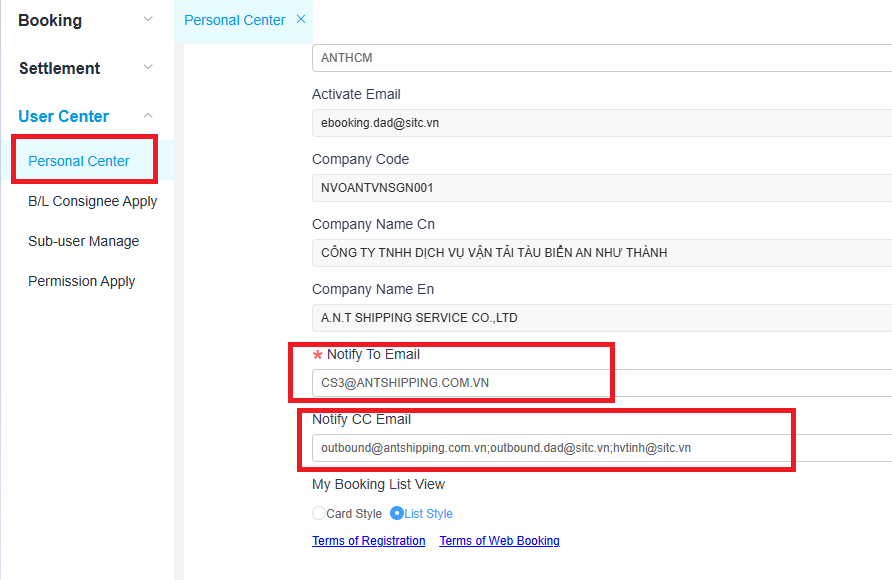 Booking
Personal Center ×
ANTHCM
Settlement
Activate Email
User Center
ebooking.dad@sitc.vn
Personal Center
Company Code
NVOANTVNSGN001
B/L Consignee Apply
Company Name Cn
Sub-user Manage
CÔNG TY TNHH DỊCH VỤ VẬN TẢI TÀU BIỂN AN NHƯ THÀNH
Permission Apply
Company Name En
A.N.T SHIPPING SERVICE CO.,LTD
* Notify To Email
CS3@ANTSHIPPING.COM.VN
Notify CC Email
outbound@antshipping.com.vn;outbound.dad@sitc.vn;hvtinh@sitc.vn
My Booking List View
Card Style List Style
Terms of Registration Terms of Web Booking